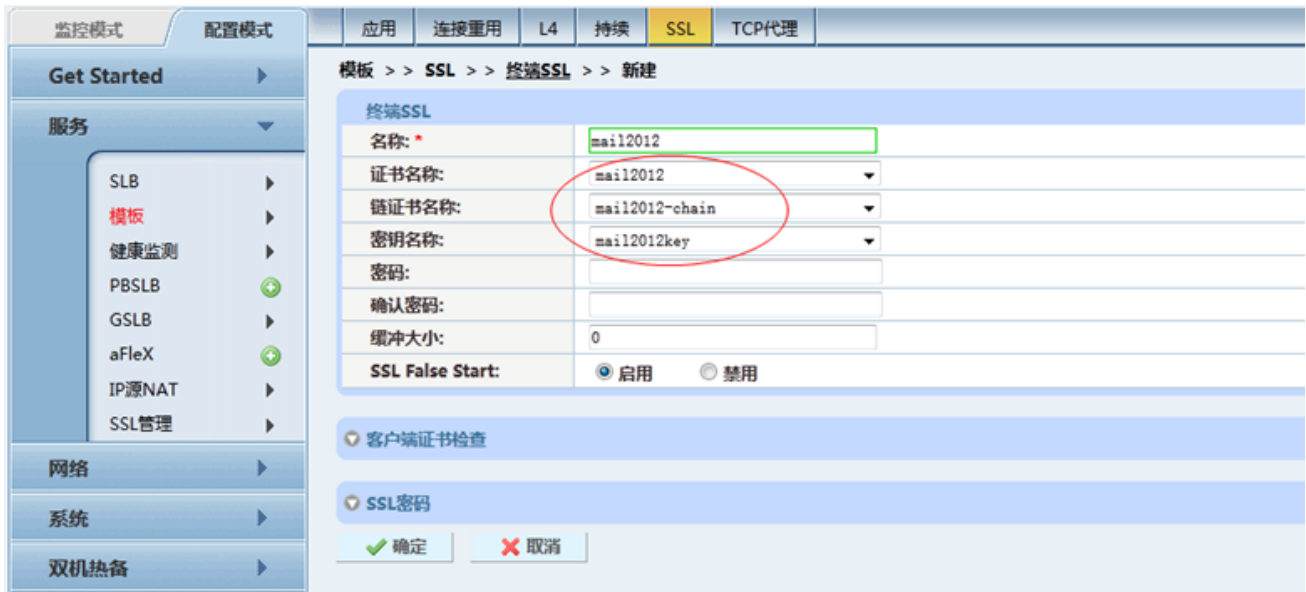 监控模式 配置模式 应用 连接重用 L4 持续 SSL TCP代理
Get Started
服务
SLB
模板
健康监测
PBSLB
GSLB
aFleX
IP源NAT
SSL管理
网络
系统
双机热备
模板 > > SSL > > 终端SSL > > 新建
终端SSL
名称: * mail2012
证书名称: mail2012
链证书名称: mail2012-chain
密钥名称: mail2012key
密码:
确认密码:
缓冲大小: 0
SSL False Start: 启用 禁用
客户端证书检查
SSL密码
确定 取消